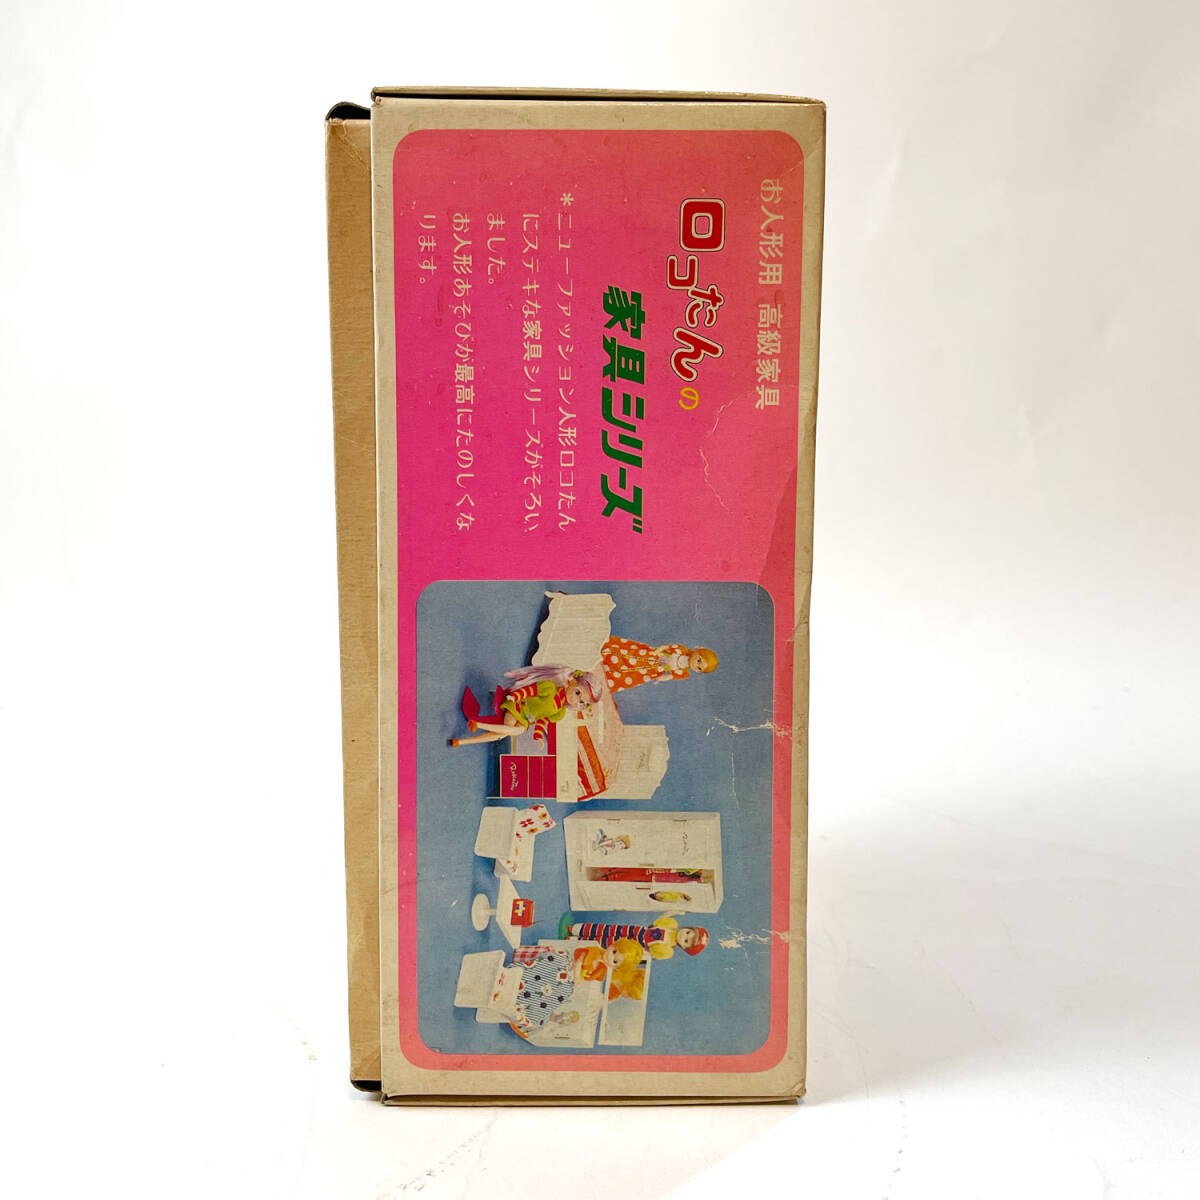 お人形用 高級家具
ロコたんの
家具シリーズ
*ニューファッション人形ロコたん
にステキな家具シリーズがそろい
ました。
お人形あそびが最高にたのしくな
ります。